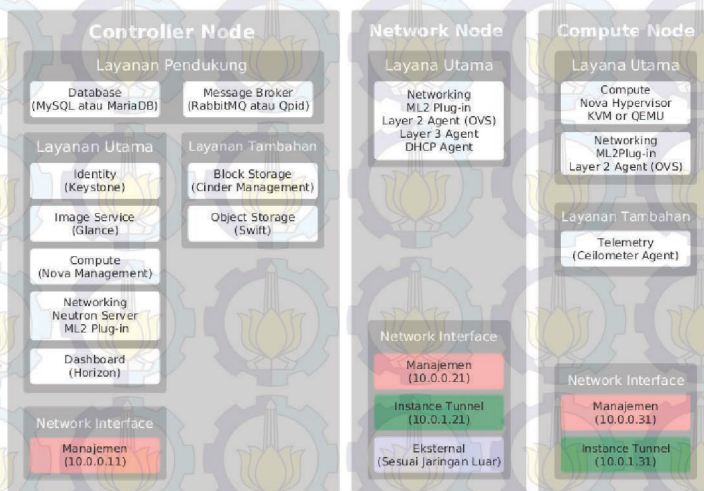 Controller Node
Layanan Pendukung
Database
(MySQL atau MariaDB)
Message Broker
(RabbitMQ atau Qpid)
Layanan Utama
Identity
(Keystone)
Image Service
(Glance)
Compute
(Nova Management)
Networking
Neutron Server
ML2 Plug-in
Dashboard
(Horizon)
Layanan Tambahan
Block Storage
(Cinder Management)
Object Storage
(Swift)
Network Interface
Manajemen
(10.0.0.11)
Network Node
Layana Utama
Networking
ML2 Plug-in
Layer 2 Agent (OVS)
Layer 3 Agent
DHCP Agent
Network Interface
Manajemen
(10.0.0.21)
Instance Tunnel
(10.0.1.21)
Eksternal
(Sesuai Jaringan Luar)
Compute Node
Layana Utama
Compute
Nova Hypervisor
KVM or QEMU
Networking
ML2Plug-in
Layer 2 Agent (OVS)
Layanan Tambahan
Telemetry
(Ceilometer Agent)
Network Interface
Manajemen
(10.0.0.31)
Instance Tunnel
(10.0.1.31)